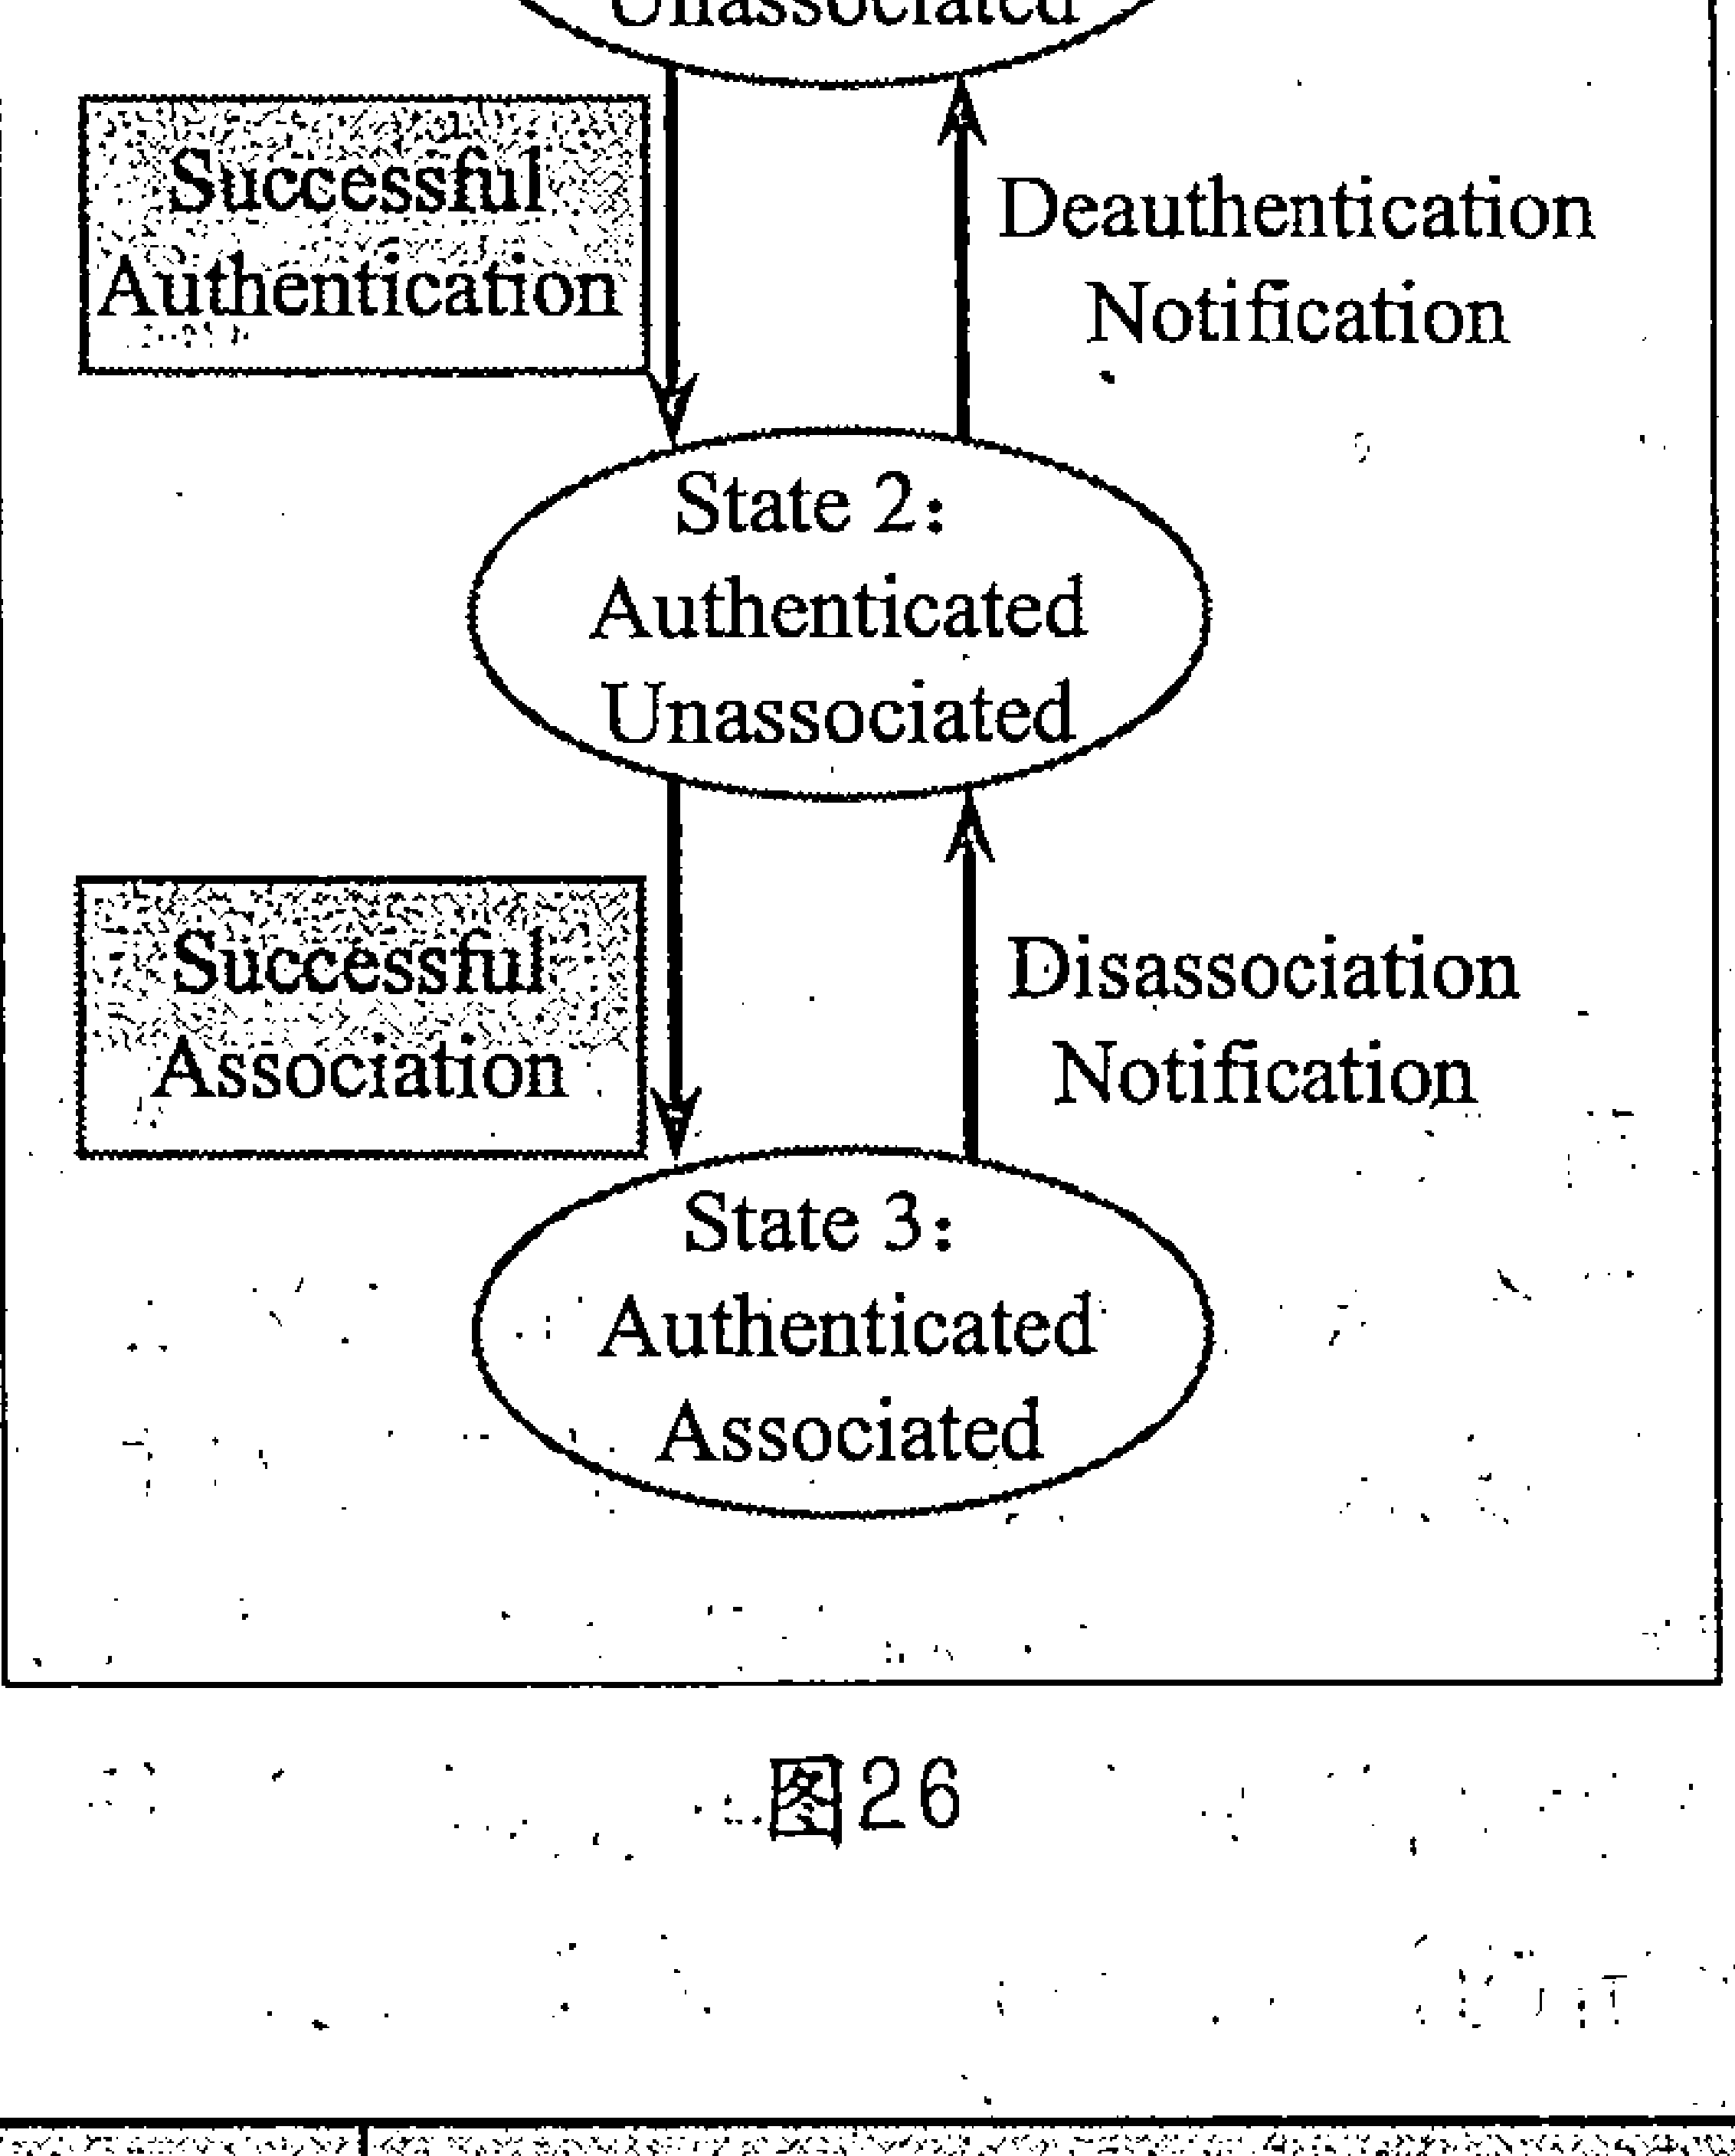 Unassociated
Successful
Authentication
Deauthentication
Notification
State 2:
Authenticated
Unassociated
Successful
Association
Disassociation
Notification
State 3:
Authenticated
Associated
图26